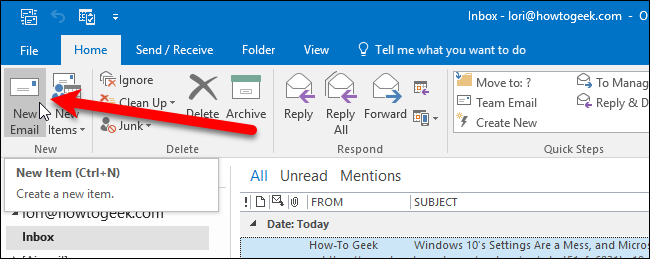 Inbox - lori@howtogeek.com - O
File Home Send / Receive Folder View Tell me what you want to do
New Email
New Items
Ignore
Clean Up
Junk
Delete
Archive
Reply
Reply All
Forward
Move to: ?
Team Email
Create New
To Manag
Reply & D
New
Delete
Respond
Quick Steps
New Item (Ctrl+N)
Create a new item.
lori@howtogeek.com
Inbox
All Unread Mentions
! FROM SUBJECT
Date: Today
How-To Geek Windows 10's Settings Are a Mess, and Micros